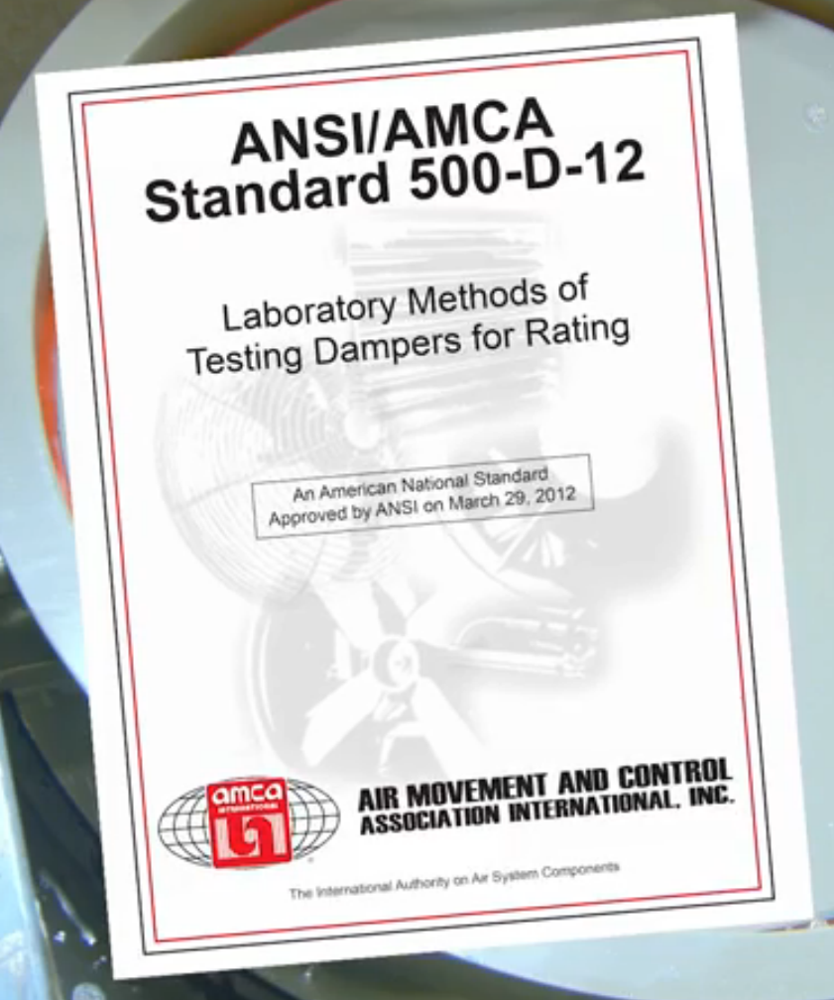 ANSI/AMCA
Standard 500-D-12
Laboratory Methods of
Testing Dampers for Rating
An American National Standard
Approved by ANSI on March 29, 2012
amca
INTERNATIONAL
AIR MOVEMENT AND CONTROL
ASSOCIATION INTERNATIONAL, INC.
The International Authority on Air System Components